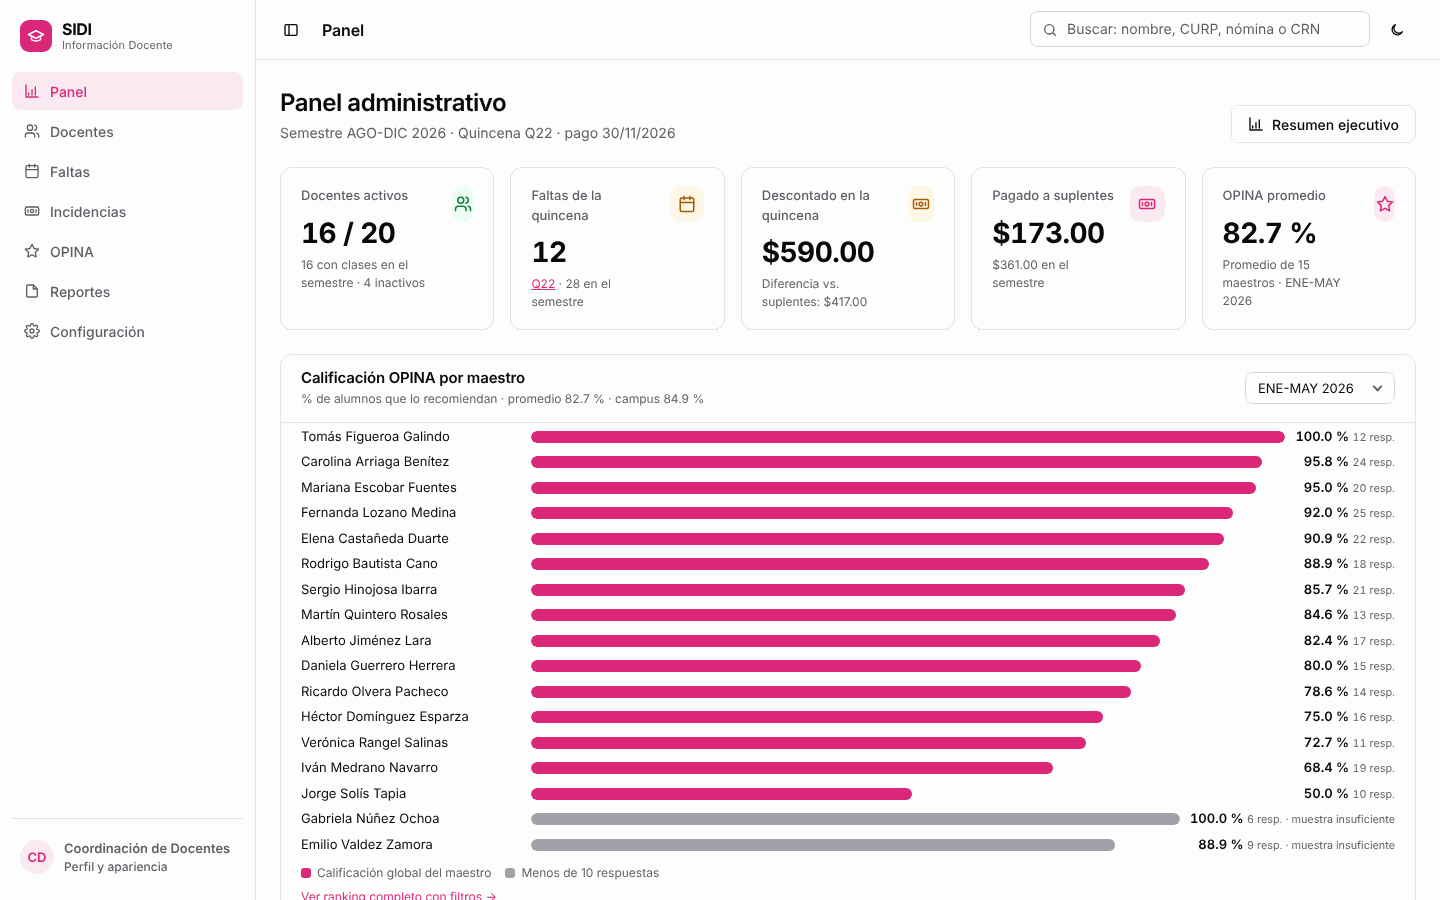 SIDI
Información Docente
Panel
Docentes
Faltas
Incidencias
OPINA
Reportes
Configuración
CD
Coordinación de Docentes
Perfil y apariencia
Panel
Buscar: nombre, CURP, nómina o CRN
Panel administrativo
Semestre AGO-DIC 2026 · Quincena Q22 · pago 30/11/2026
Resumen ejecutivo
Docentes activos
16 / 20
16 con clases en el
semestre · 4 inactivos
Faltas de la
quincena
12
Q22 · 28 en el
semestre
Descontado en la
quincena
$590.00
Diferencia vs.
suplentes: $417.00
Pagado a suplentes
$173.00
$361.00 en el
semestre
OPINA promedio
82.7 %
Promedio de 15
maestros · ENE-MAY
2026
Calificación OPINA por maestro
% de alumnos que lo recomiendan · promedio 82.7 % · campus 84.9 %
ENE-MAY 2026
Tomás Figueroa Galindo 100.0 % 12 resp.
Carolina Arriaga Benítez 95.8 % 24 resp.
Mariana Escobar Fuentes 95.0 % 20 resp.
Fernanda Lozano Medina 92.0 % 25 resp.
Elena Castañeda Duarte 90.9 % 22 resp.
Rodrigo Bautista Cano 88.9 % 18 resp.
Sergio Hinojosa Ibarra 85.7 % 21 resp.
Martín Quintero Rosales 84.6 % 13 resp.
Alberto Jiménez Lara 82.4 % 17 resp.
Daniela Guerrero Herrera 80.0 % 15 resp.
Ricardo Olvera Pacheco 78.6 % 14 resp.
Héctor Domínguez Esparza 75.0 % 16 resp.
Verónica Rangel Salinas 72.7 % 11 resp.
Iván Medrano Navarro 68.4 % 19 resp.
Jorge Solís Tapia 50.0 % 10 resp.
Gabriela Núñez Ochoa 100.0 % 6 resp. · muestra insuficiente
Emilio Valdez Zamora 88.9 % 9 resp. · muestra insuficiente
Calificación global del maestro Menos de 10 respuestas
Ver ranking completo con filtros →